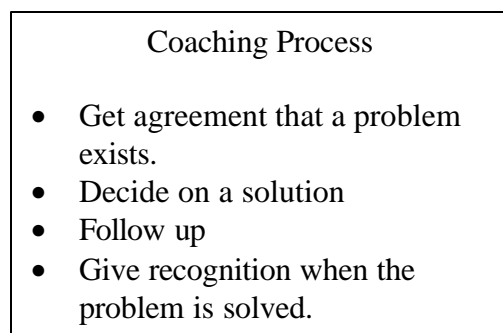 Coaching Process
• Get agreement that a problem
exists.
• Decide on a solution
• Follow up
• Give recognition when the
problem is solved.